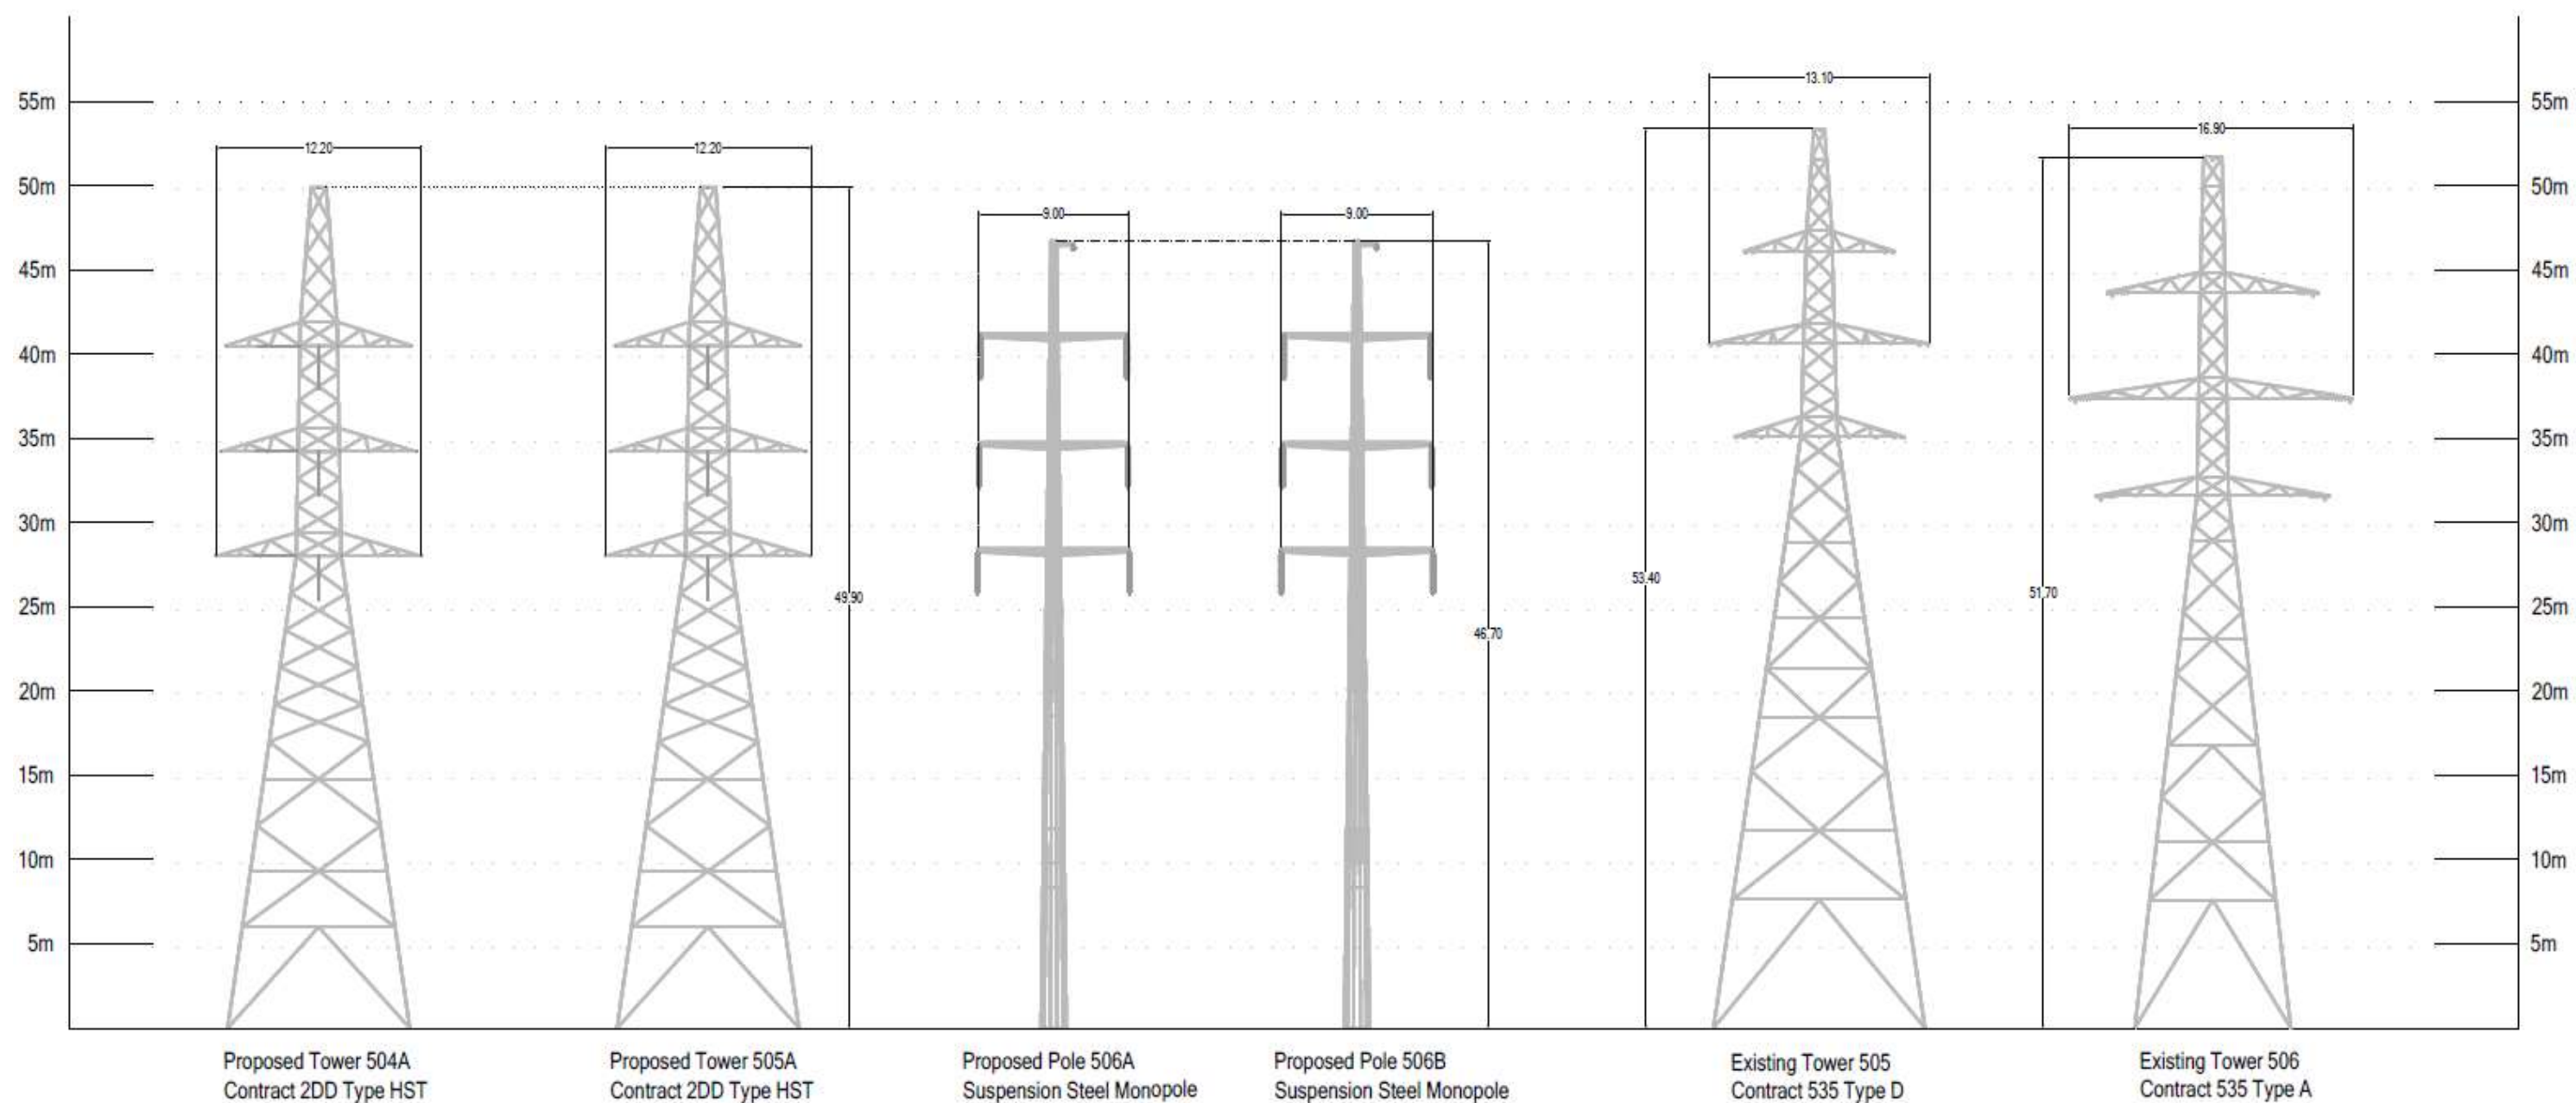 13.10
55m
55m
16.90
12.20
12.20
50m
50m
9.00
9.00
45m
45m
40m
40m
35m
35m
30m
30m
53.40
51.70
25m
49.90
25m
46.70
20m
20m
15m
15m
10m
10m
5m
5m
Proposed Tower 504A
Contract 2DD Type HST
Proposed Tower 505A
Contract 2DD Type HST
Proposed Pole 506A
Suspension Steel Monopole
Proposed Pole 506B
Suspension Steel Monopole
Existing Tower 505
Contract 535 Type D
Existing Tower 506
Contract 535 Type A